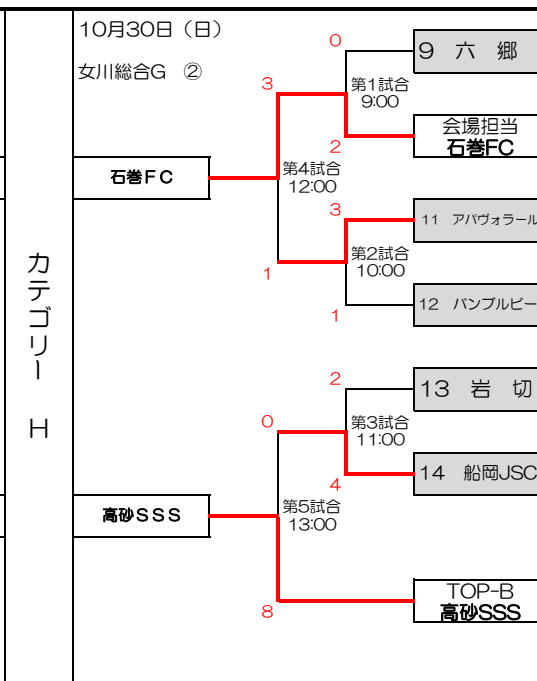 10月30日（日）
女川総合G　②
カテゴリー　H
石巻ＦＣ
高砂ＳＳＳ
3
1
第4試合
12:00
0
2
第1試合
9:00
3
1
第2試合
10:00
0
8
第5試合
13:00
2
4
第3試合
11:00
9　六　郷
会場担当
石巻FC
11　アバヴォラール
12　バンブルビー
13　岩　切
14　船岡JSC
TOP-B
高砂SSS